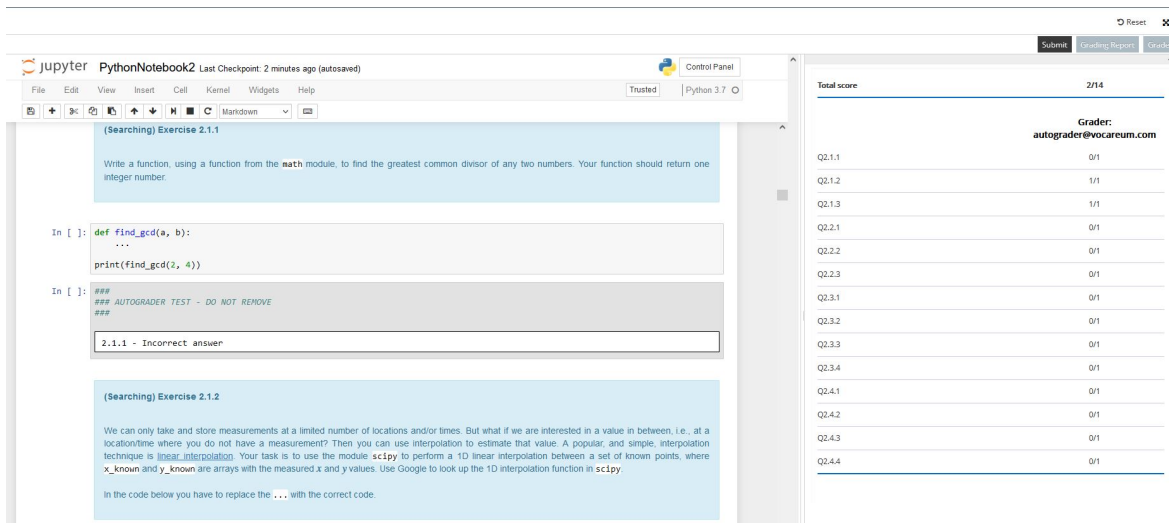 Reset
Submit Grading Report Grade
jupyter PythonNotebook2 Last Checkpoint: 2 minutes ago (autosaved)
Control Panel
File Edit View Insert Cell Kernel Widgets Help
Trusted Python 3.7
Markdown
(Searching) Exercise 2.1.1
Write a function, using a function from the math module, to find the greatest common divisor of any two numbers. Your function should return one
integer number.
In [ ]: def find_gcd(a, b):
...
print(find_gcd(2, 4))
In [ ]: ###
### AUTOGRADER TEST - DO NOT REMOVE
###
2.1.1 - Incorrect answer
(Searching) Exercise 2.1.2
We can only take and store measurements at a limited number of locations and/or times. But what if we are interested in a value in between, i.e., at a
location/time where you do not have a measurement? Then you can use interpolation to estimate that value. A popular, and simple, interpolation
technique is linear interpolation. Your task is to use the module scipy to perform a 1D linear interpolation between a set of known points, where
x_known and y_known are arrays with the measured x and y values. Use Google to look up the 1D interpolation function in scipy.
In the code below you have to replace the ... with the correct code.
Total score 2/14
Grader:
autograder@vocareum.com
Q2.1.1 0/1
Q2.1.2 1/1
Q2.1.3 1/1
Q2.2.1 0/1
Q2.2.2 0/1
Q2.2.3 0/1
Q2.3.1 0/1
Q2.3.2 0/1
Q2.3.3 0/1
Q2.3.4 0/1
Q2.4.1 0/1
Q2.4.2 0/1
Q2.4.3 0/1
Q2.4.4 0/1